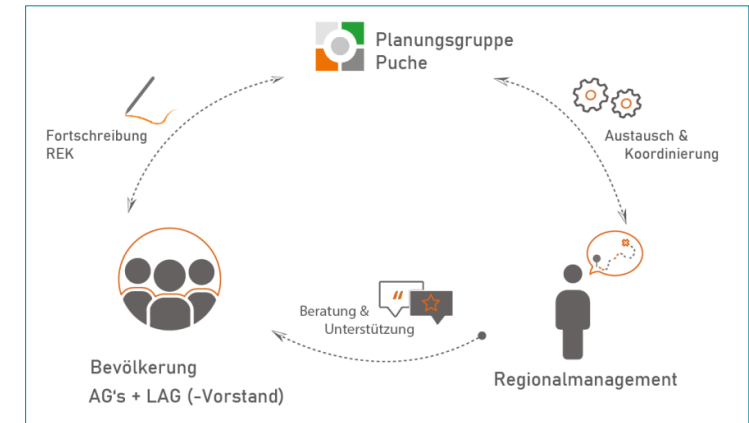 Planungsgruppe
Puche
Fortschreibung
REK
Austausch &
Koordinierung
Beratung &
Unterstützung
Bevölkerung
AG's + LAG (-Vorstand)
Regionalmanagement